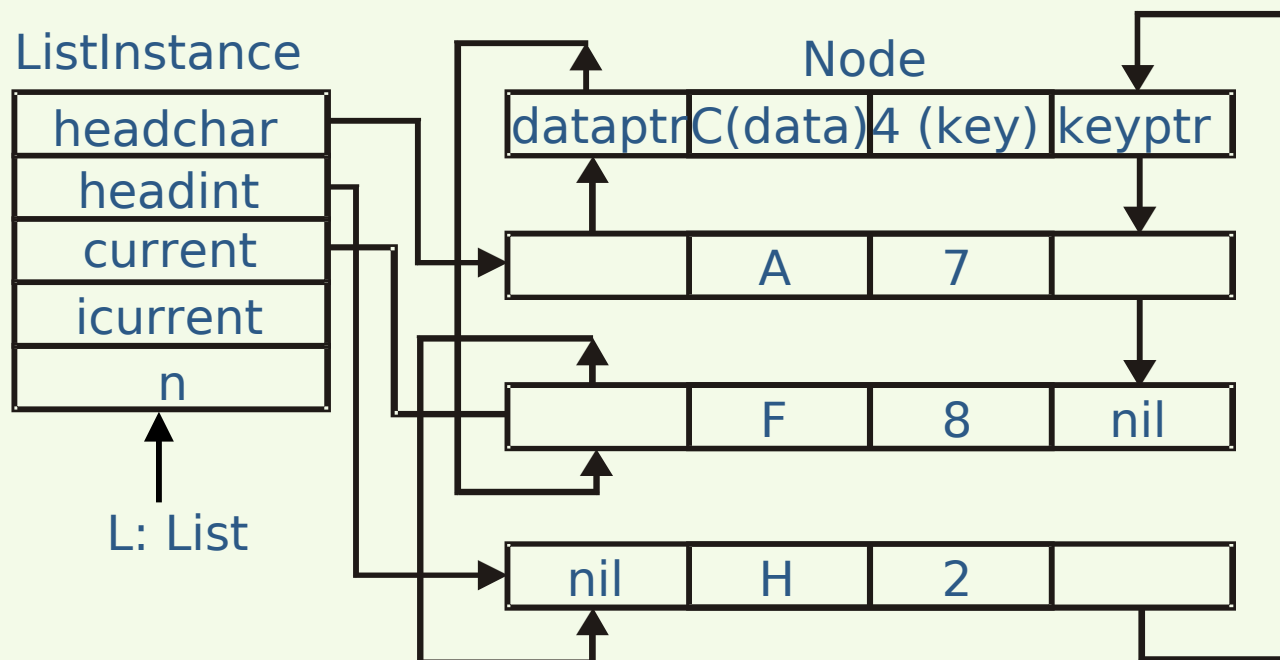 ListInstance
headchar
headint
current
icurrent
n
L: List
Node
dataptr C(data) 4 (key) keyptr
A 7
F 8 nil
nil H 2